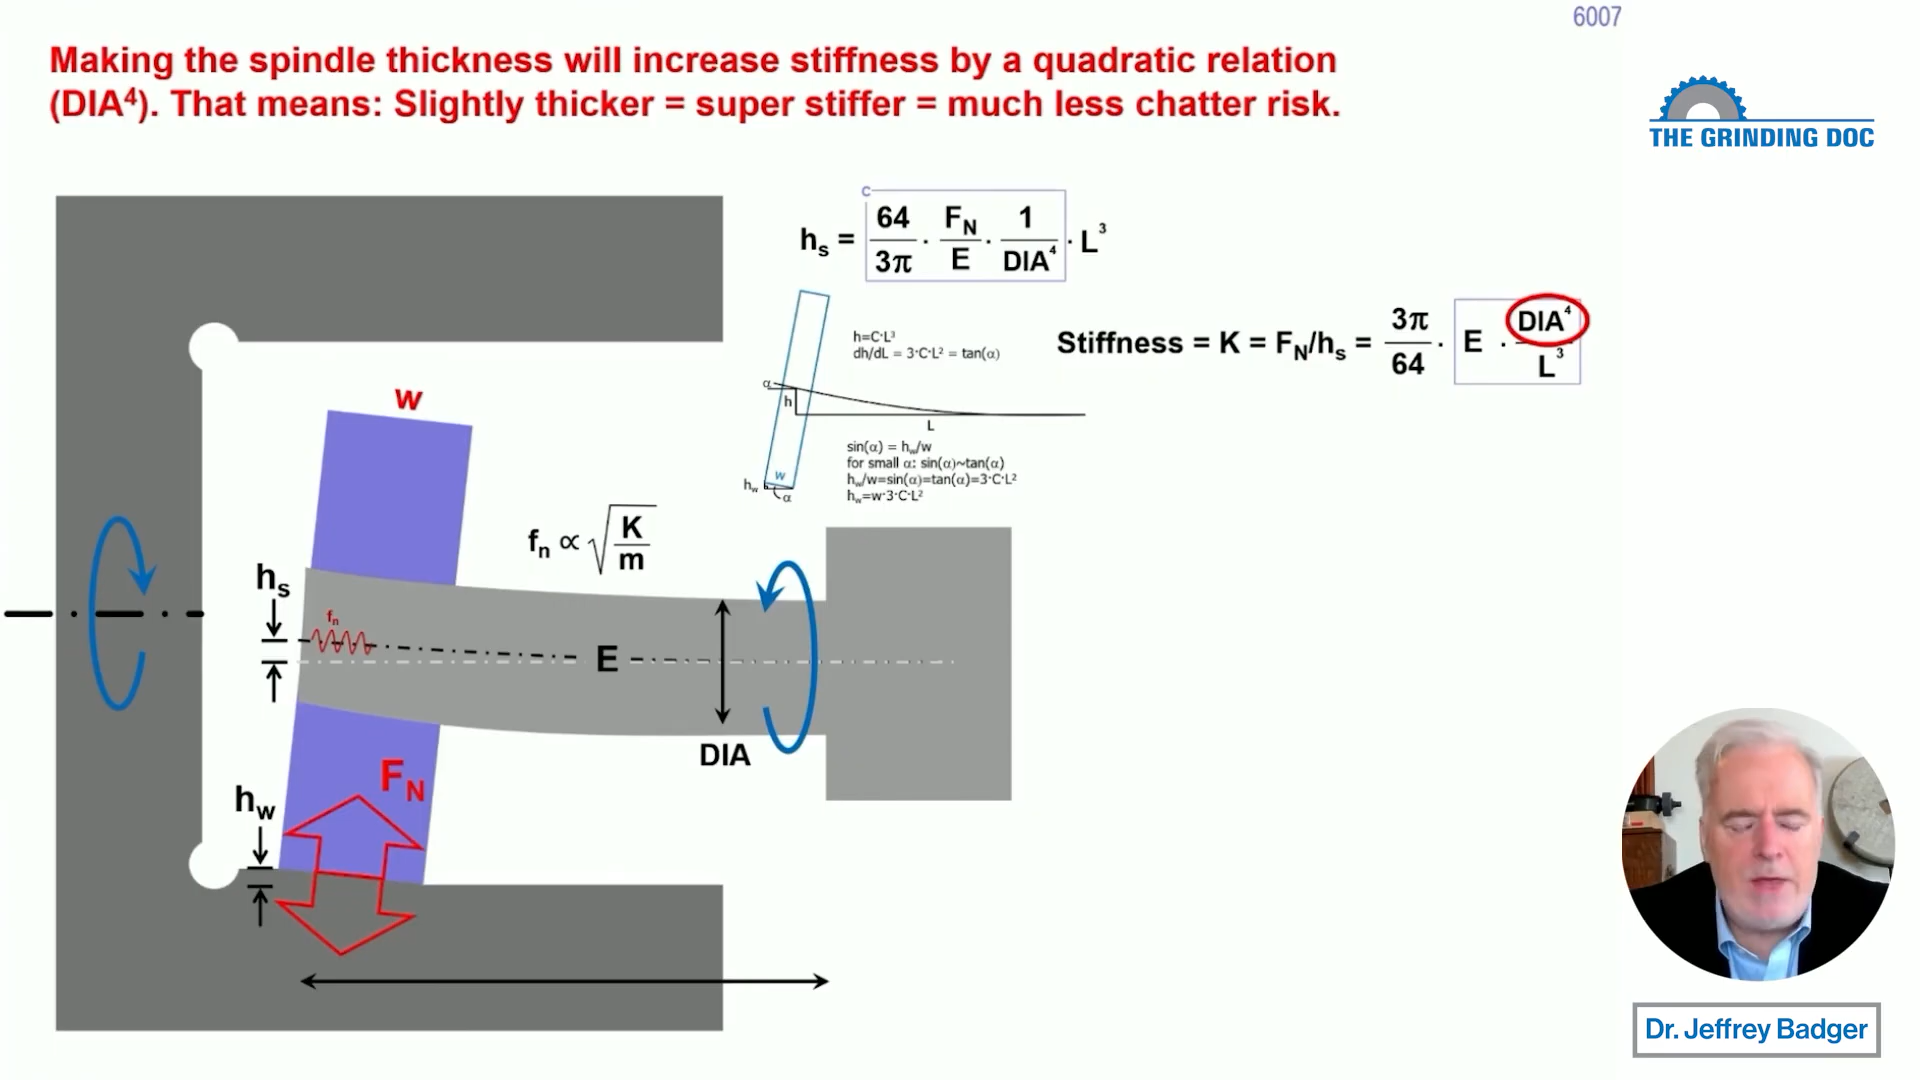 6007
Making the spindle thickness will increase stiffness by a quadratic relation
(DIA⁴). That means: Slightly thicker = super stiffer = much less chatter risk.
THE GRINDING DOC
c
hₛ = 64/3π · F_N/E · 1/DIA⁴ · L³
h=C·L³
dh/dL = 3·C·L² = tan(α)
Stiffness = K = F_N/hₛ = 3π/64 · E · DIA⁴/L³
α
h
L
w
sin(α) = h_w/w
for small α: sin(α)~tan(α)
h_w/w=sin(α)=tan(α)=3·C·L²
h_w=w·3·C·L²
w
h_w
α
fₙ ∝ √(K/m)
hₛ
fₙ
E
DIA
F_N
h_w
Dr. Jeffrey Badger